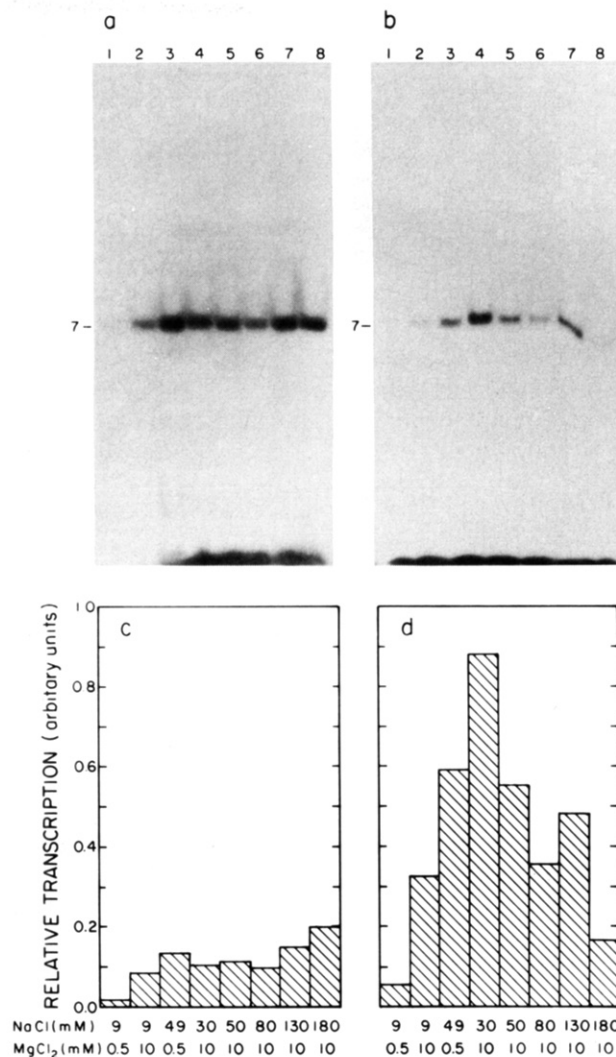 a
1 2 3 4 5 6 7 8
7 –
b
1 2 3 4 5 6 7 8
7 –
RELATIVE TRANSCRIPTION (arbitrary units)
1.0
0.8
0.6
0.4
0.2
0.0
c
d
NaCl (mM) 9 9 49 30 50 80 130 180 9 9 49 30 50 80 130 180
MgCl₂ (mM) 0.5 10 0.5 10 10 10 10 10 0.5 10 0.5 10 10 10 10 10